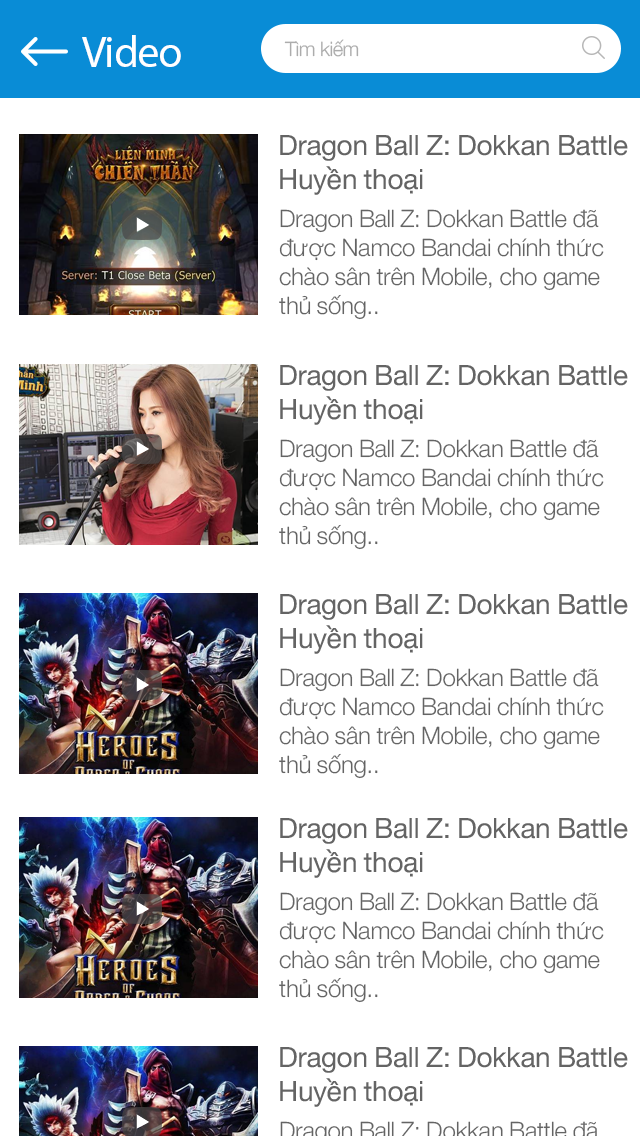 Video
Tìm kiếm
LIÊN MINH
CHIẾN THẦN
Server: T1 Close Beta (Server)
START
Dragon Ball Z: Dokkan Battle
Huyền thoại
Dragon Ball Z: Dokkan Battle đã
được Namco Bandai chính thức
chào sân trên Mobile, cho game
thủ sống..
Minh
Dragon Ball Z: Dokkan Battle
Huyền thoại
Dragon Ball Z: Dokkan Battle đã
được Namco Bandai chính thức
chào sân trên Mobile, cho game
thủ sống..
HEROES
OF
ORDER & CHAOS
Dragon Ball Z: Dokkan Battle
Huyền thoại
Dragon Ball Z: Dokkan Battle đã
được Namco Bandai chính thức
chào sân trên Mobile, cho game
thủ sống..
HEROES
OF
ORDER & CHAOS
Dragon Ball Z: Dokkan Battle
Huyền thoại
Dragon Ball Z: Dokkan Battle đã
được Namco Bandai chính thức
chào sân trên Mobile, cho game
thủ sống..
Dragon Ball Z: Dokkan Battle
Huyền thoại
Dragon Ball Z: Dokkan Battle đã